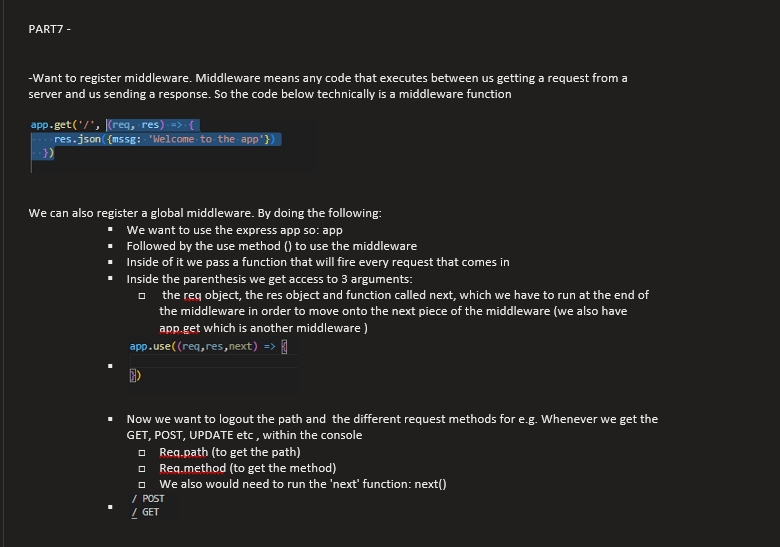 PART7 -
-Want to register middleware. Middleware means any code that executes between us getting a request from a
server and us sending a response. So the code below technically is a middleware function
app.get('/', (req, res) => {
res.json({mssg: 'Welcome to the app'})
})
We can also register a global middleware. By doing the following:
▪ We want to use the express app so: app
▪ Followed by the use method () to use the middleware
▪ Inside of it we pass a function that will fire every request that comes in
▪ Inside the parenthesis we get access to 3 arguments:
□ the req object, the res object and function called next, which we have to run at the end of
the middleware in order to move onto the next piece of the middleware (we also have
app.get which is another middleware )
app.use((req,res,next) => {
▪
})
▪ Now we want to logout the path and the different request methods for e.g. Whenever we get the
GET, POST, UPDATE etc , within the console
□ Req.path (to get the path)
□ Req.method (to get the method)
□ We also would need to run the 'next' function: next()
/ POST
▪ / GET